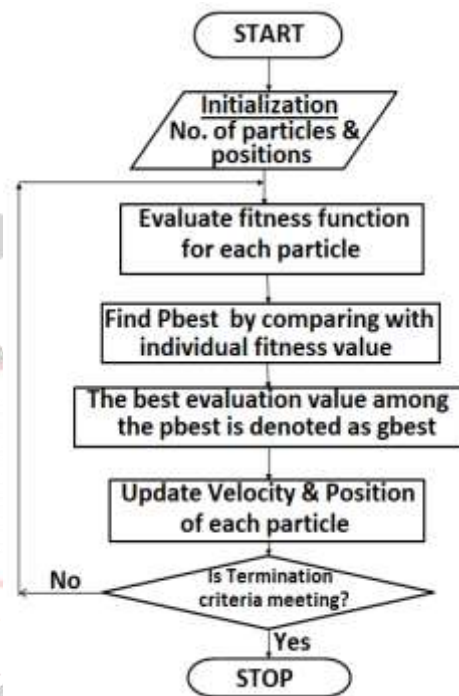 START
Initialization
No. of particles &
positions
Evaluate fitness function
for each particle
Find Pbest by comparing with
individual fitness value
The best evaluation value among
the pbest is denoted as gbest
Update Velocity & Position
of each particle
Is Termination
criteria meeting?
No
Yes
STOP